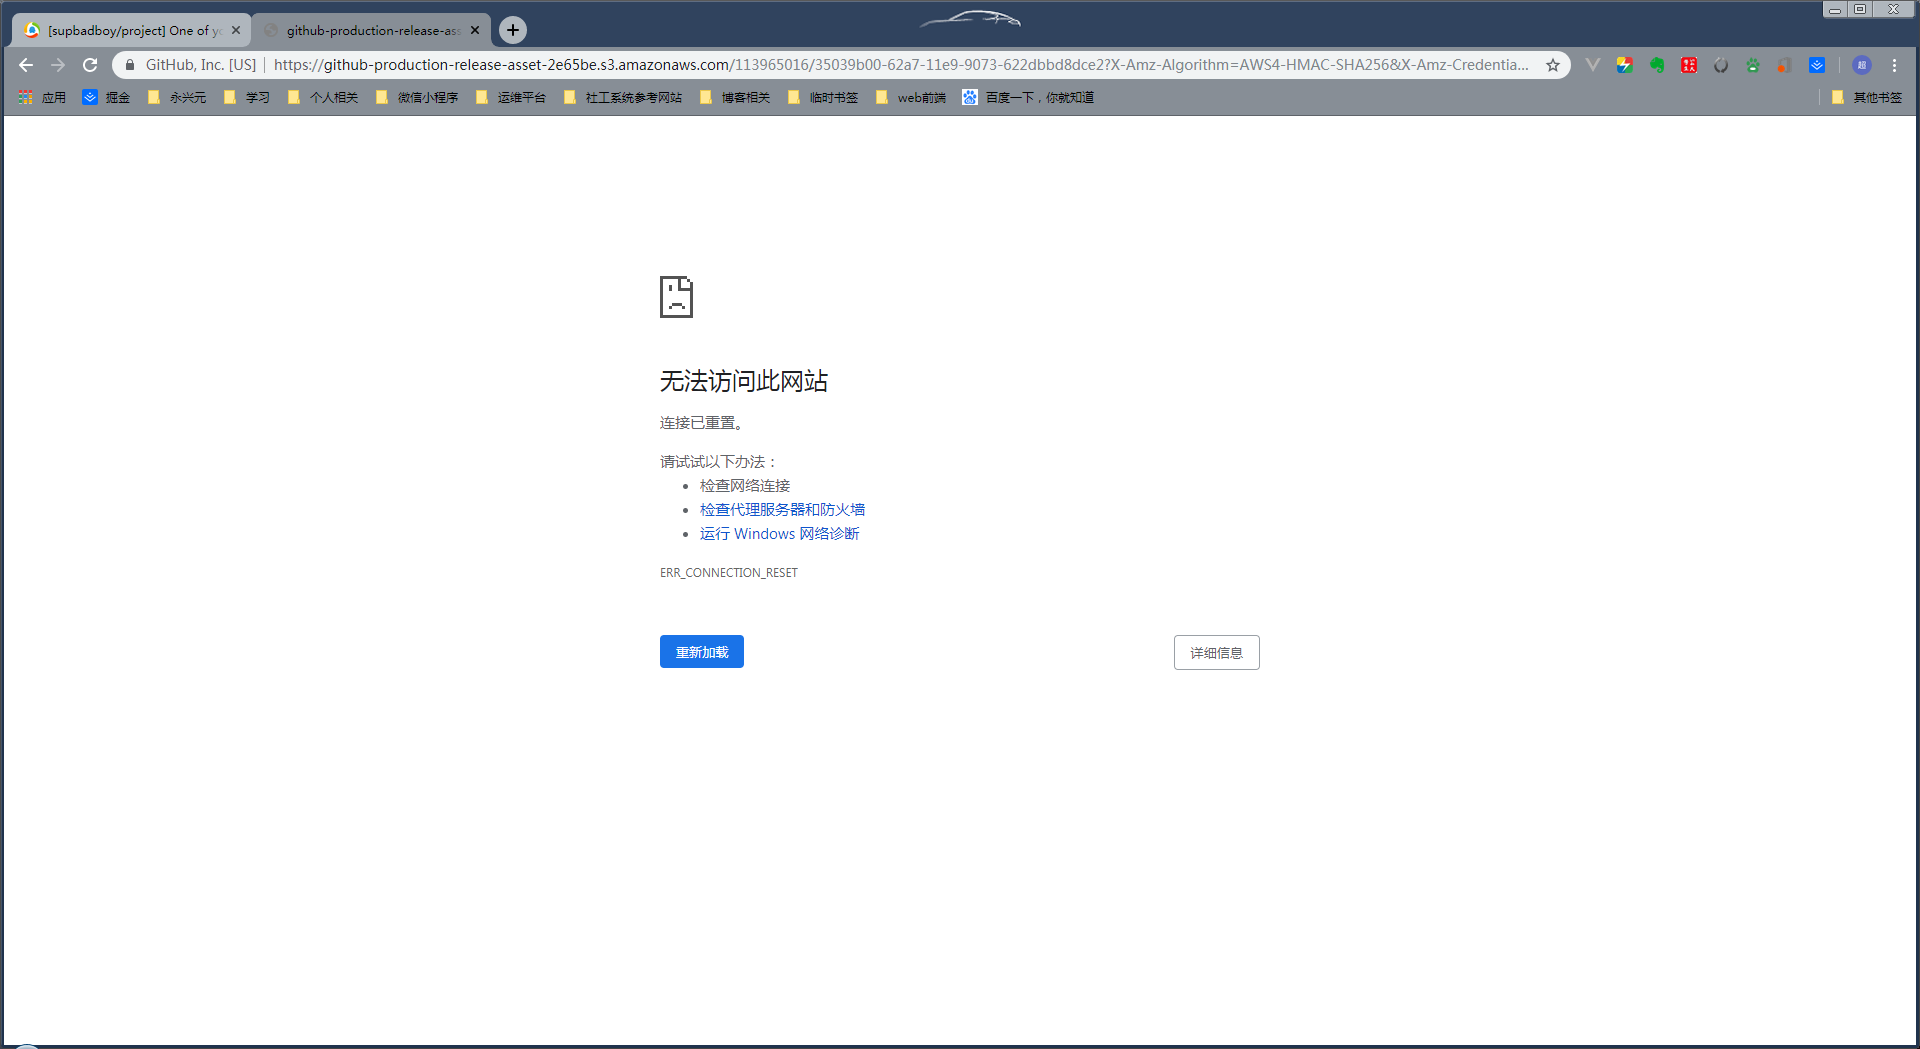 [supbadboy/project] One of yo
github-production-release-ass
GitHub, Inc. [US]
https://github-production-release-asset-2e65be.s3.amazonaws.com/113965016/35039b00-62a7-11e9-9073-622dbbd8dce2?X-Amz-Algorithm=AWS4-HMAC-SHA256&X-Amz-Credentia...
超
应用
掘金
永兴元
学习
个人相关
微信小程序
运维平台
社工系统参考网站
博客相关
临时书签
web前端
百度一下，你就知道
其他书签
无法访问此网站
连接已重置。
请试试以下办法：
检查网络连接
检查代理服务器和防火墙
运行 Windows 网络诊断
ERR_CONNECTION_RESET
重新加载
详细信息